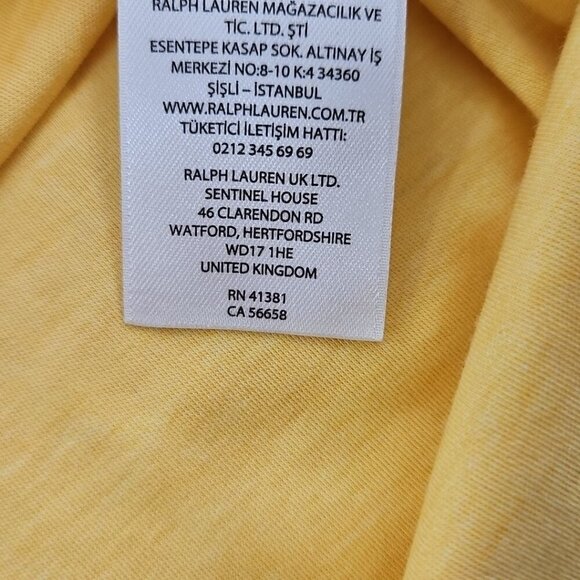 RALPH LAUREN MAĞAZACILIK VE
TİC. LTD. ŞTİ
ESENTEPE KASAP SOK. ALTINAY İŞ
MERKEZİ NO:8-10 K:4 34360
ŞİŞLİ – İSTANBUL
WWW.RALPHLAUREN.COM.TR
TÜKETİCİ İLETİŞİM HATTI:
0212 345 69 69
RALPH LAUREN UK LTD.
SENTINEL HOUSE
46 CLARENDON RD
WATFORD, HERTFORDSHIRE
WD17 1HE
UNITED KINGDOM
RN 41381
CA 56658